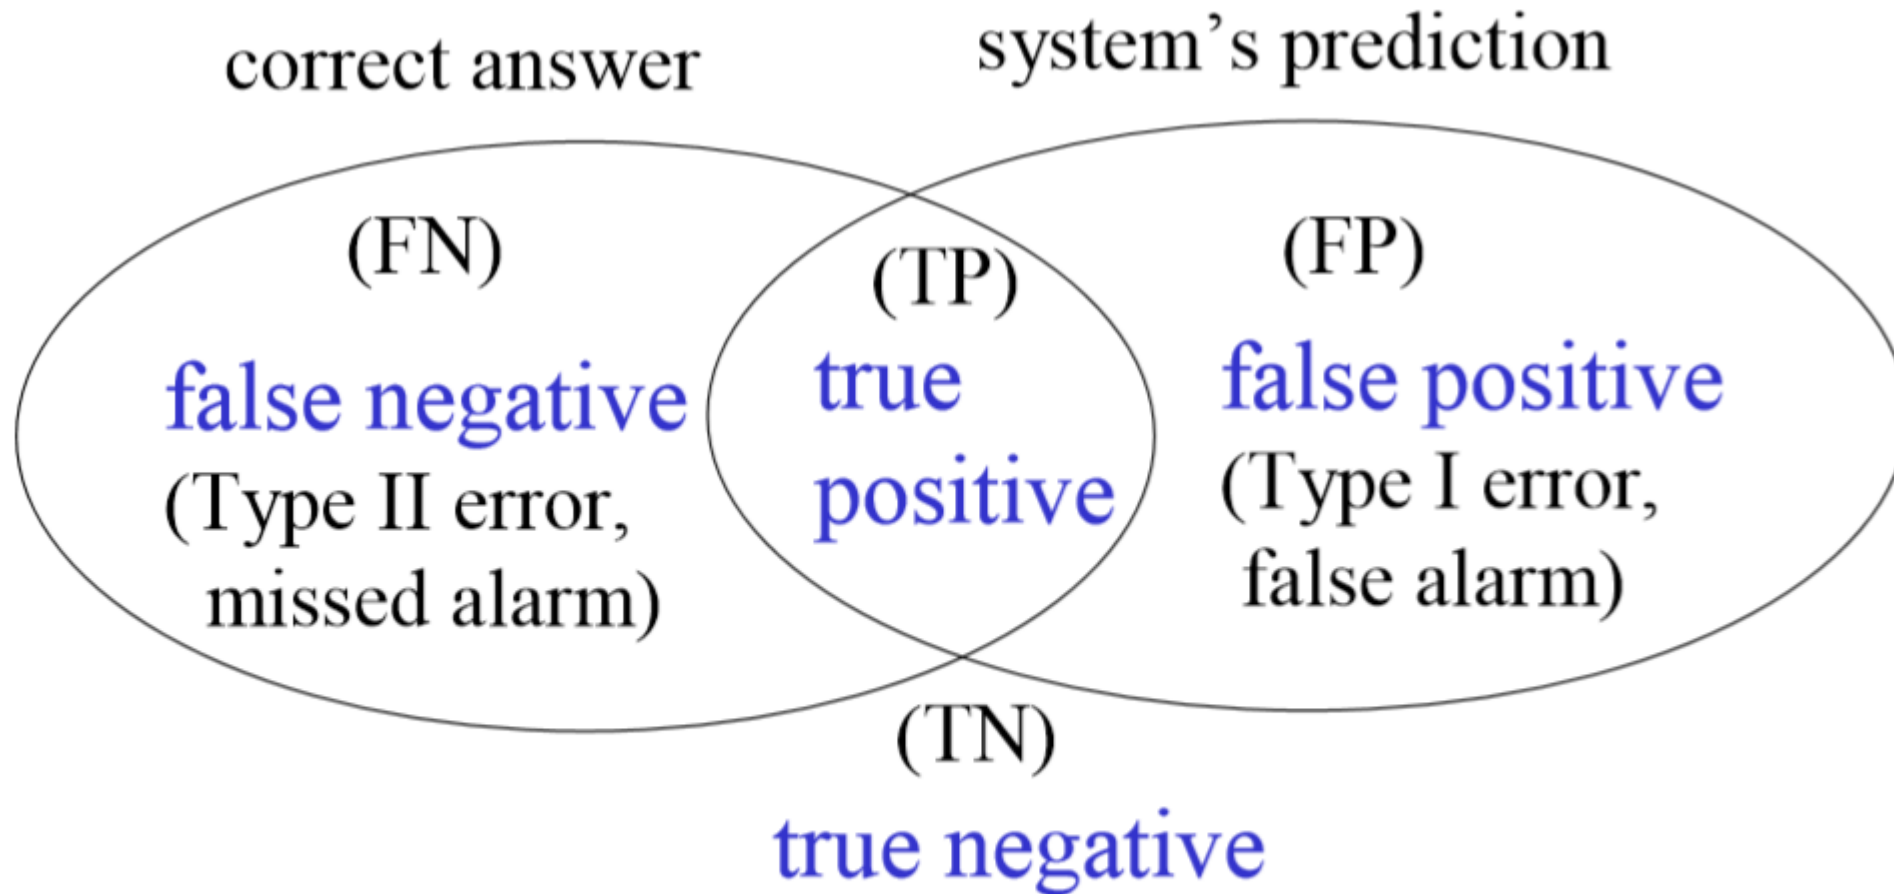 correct answer
system's prediction
(FN)
false negative
(Type II error,
missed alarm)
(TP)
true
positive
(FP)
false positive
(Type I error,
false alarm)
(TN)
true negative